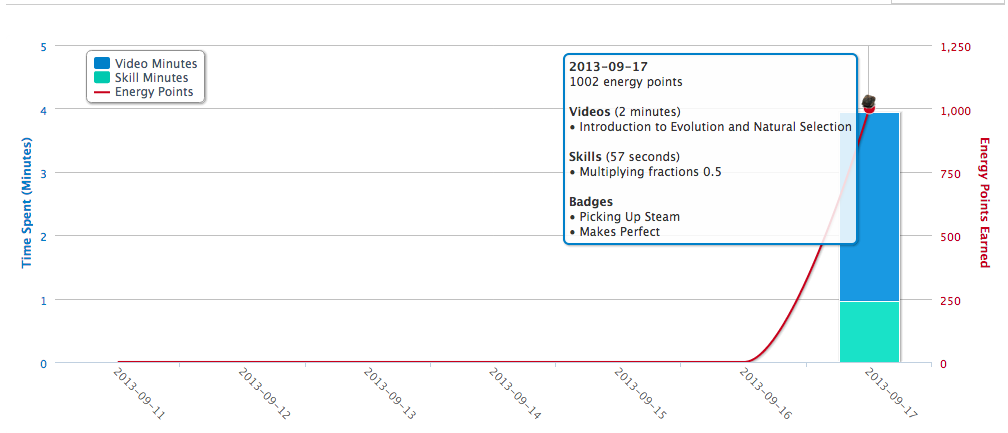 5
4
3
2
1
0
Time Spent (Minutes)
Video Minutes
Skill Minutes
Energy Points
2013-09-17
1002 energy points
Videos (2 minutes)
• Introduction to Evolution and Natural Selection
Skills (57 seconds)
• Multiplying fractions 0.5
Badges
• Picking Up Steam
• Makes Perfect
1,250
1,000
750
500
250
0
Energy Points Earned
2013-09-11
2013-09-12
2013-09-13
2013-09-14
2013-09-15
2013-09-16
2013-09-17